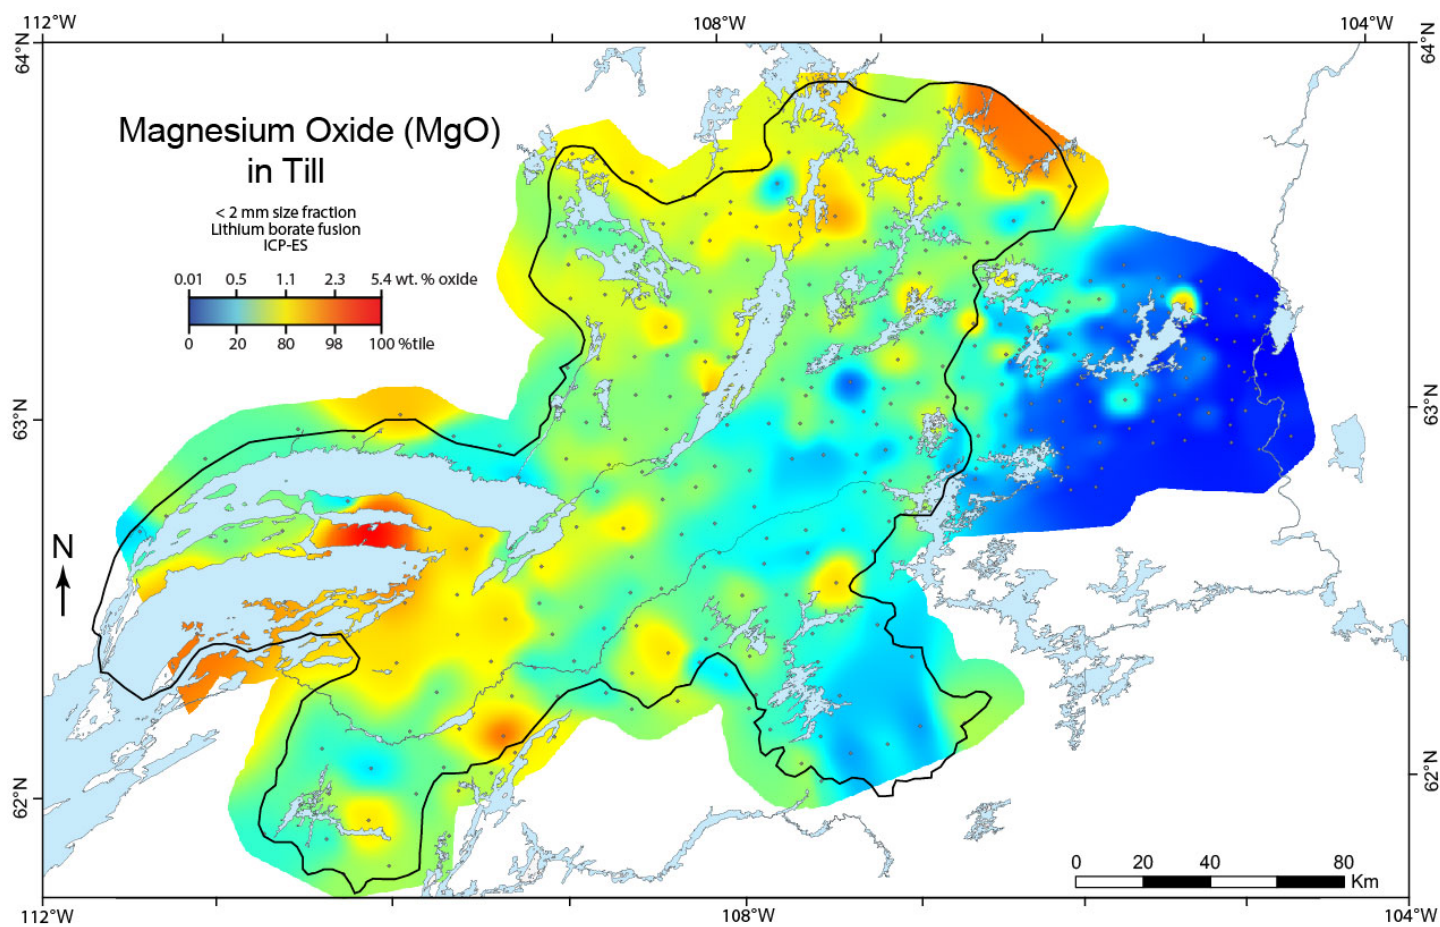 112°W 108°W 104°W
64°N 64°N
Magnesium Oxide (MgO)
in Till
< 2 mm size fraction
Lithium borate fusion
ICP-ES
0.01 0.5 1.1 2.3 5.4 wt. % oxide
0 20 80 98 100 %tile
63°N 63°N
N
62°N 62°N
0 20 40 80
Km
112°W 108°W 104°W